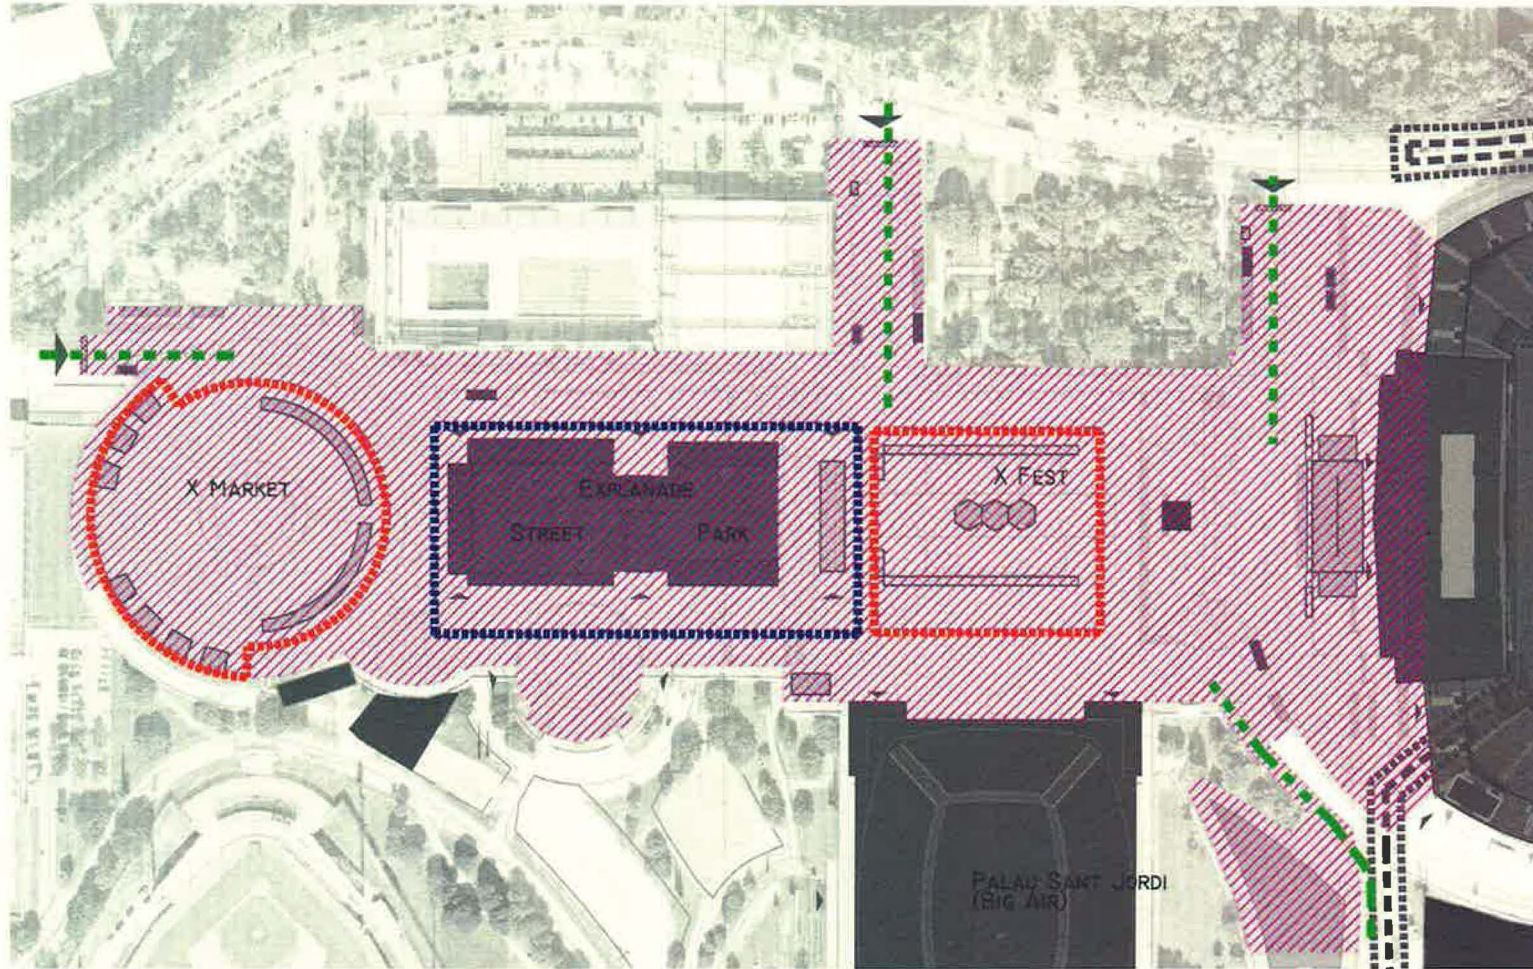 X MARKET
EXPLANADE
STREET
PARK
X FEST
PALAU SANT JORDI
(BIG AIR)